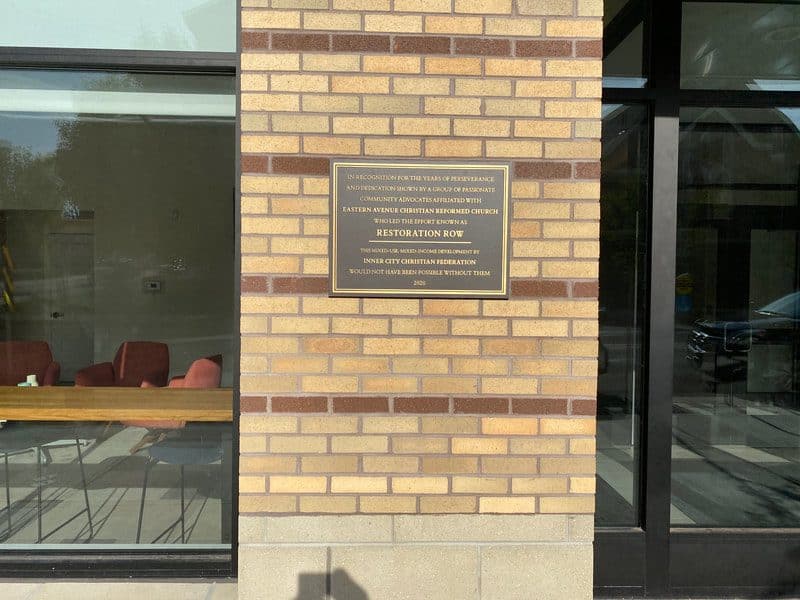 IN RECOGNITION FOR THE YEARS OF PERSEVERANCE
AND DEDICATION SHOWN BY A GROUP OF PASSIONATE
COMMUNITY ADVOCATES AFFILIATED WITH
EASTERN AVENUE CHRISTIAN REFORMED CHURCH
WHO LED THE EFFORT KNOWN AS
RESTORATION ROW
THIS MIXED-USE, MIXED-INCOME DEVELOPMENT BY
INNER CITY CHRISTIAN FEDERATION
WOULD NOT HAVE BEEN POSSIBLE WITHOUT THEM
2020